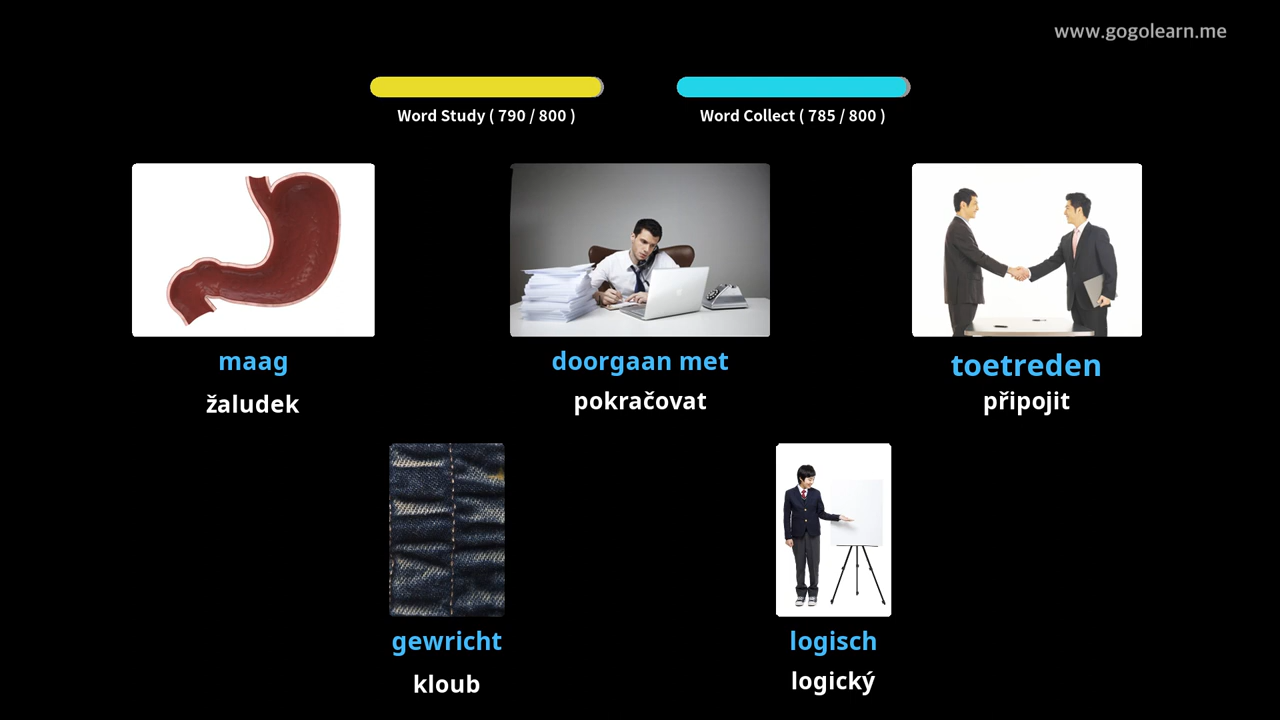 www.gogolearn.me
Word Study ( 790 / 800 )
Word Collect ( 785 / 800 )
maag
doorgaan met
toetreden
žaludek
pokračovat
připojit
gewricht
logisch
kloub
logický